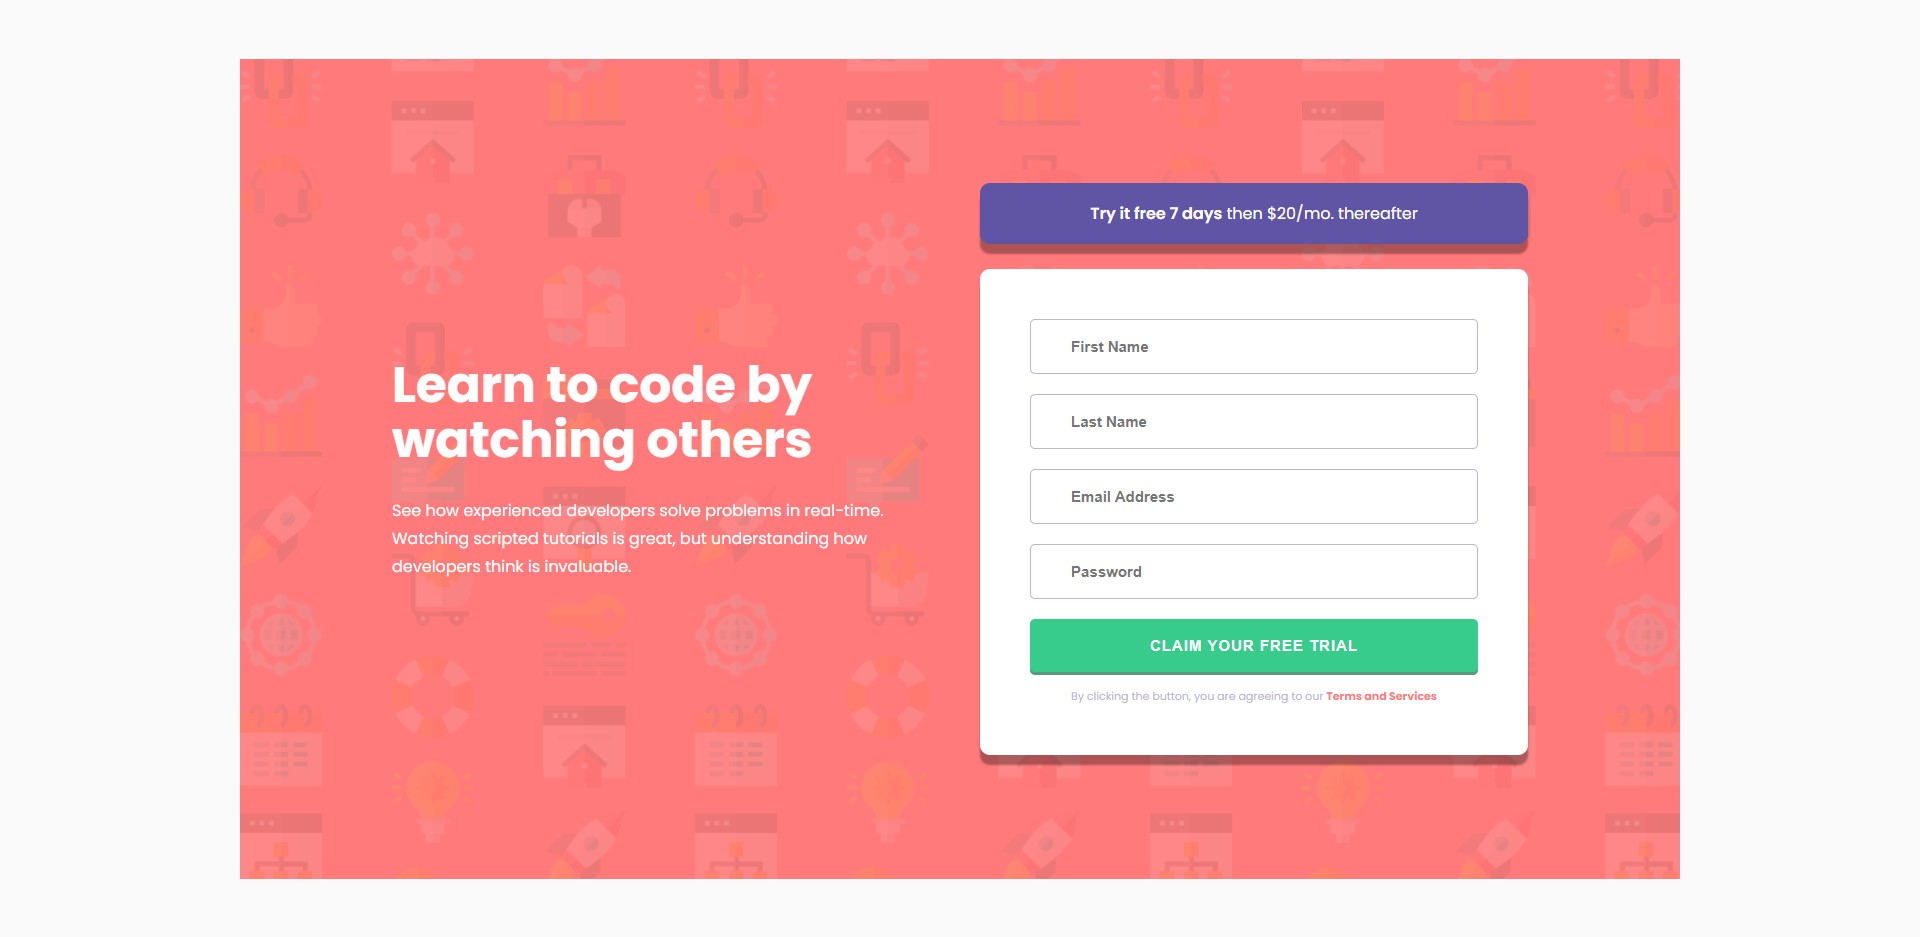 Learn to code by
watching others
See how experienced developers solve problems in real-time.
Watching scripted tutorials is great, but understanding how
developers think is invaluable.
Try it free 7 days then $20/mo. thereafter
First Name
Last Name
Email Address
Password
CLAIM YOUR FREE TRIAL
By clicking the button, you are agreeing to our Terms and Services